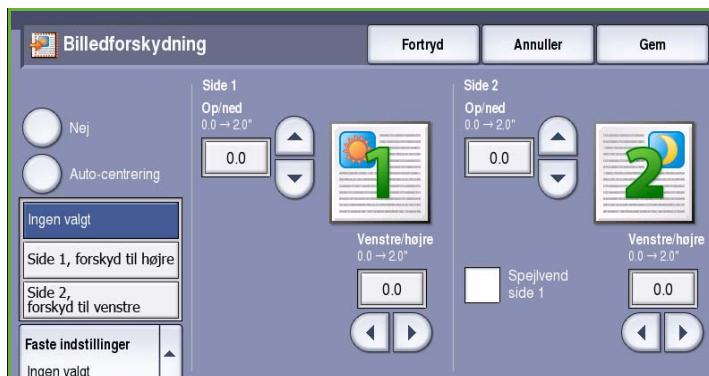 Billedforskydning
Fortryd
Annuller
Gem
Nej
Auto-centrering
Ingen valgt
Side 1, forskyd til højre
Side 2,
forskyd til venstre
Faste indstillinger
Ingen valgt
Side 1
Op/ned
0.0 → 2.0"
0.0
1
Venstre/højre
0.0 → 2.0"
0.0
Side 2
Op/ned
0.0 → 2.0"
0.0
2
Spejlvend
side 1
Venstre/højre
0.0 → 2.0"
0.0